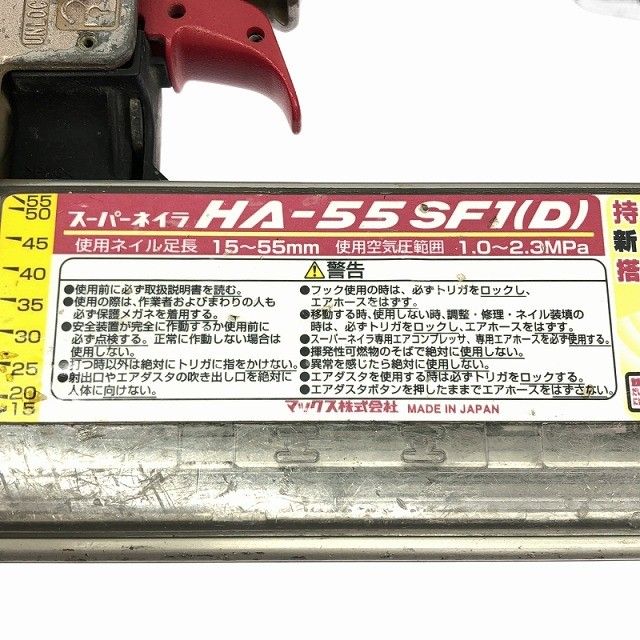 UNLOC
55
50
45
40
35
30
25
20
15
スーパーネイラ HA-55 SF1(D)
使用ネイル足長 15~55mm 使用空気圧範囲 1.0~2.3MPa
警告
●使用前に必ず取扱説明書を読む。
●使用の際は、作業者およびまわりの人も
必ず保護メガネを着用する。
●安全装置が完全に作動するか使用前に
必ず点検する。正常に作動しない場合は
使用しない。
●打つ時以外は絶対にトリガに指をかけない。
●射出口やエアダスタの吹き出し口を絶対に
人体に向けない。
●フック使用の時は、必ずトリガをロックし、
エアホースをはずす。
●移動する時、使用しない時、調整・修理・ネイル装填の
時は、必ずトリガをロックし、エアホースをはずす。
●スーパーネイラ専用エアコンプレッサ、専用エアホースを必ず使用する。
●揮発性可燃物のそばで絶対に使用しない。
●異常を感じたら絶対に使用しない。
●エアダスタを使用する時は必ずトリガをロックする。
●エアダスタボタンを押したままでエアホースをはずさない。
マックス株式会社 MADE IN JAPAN
持
新
搭